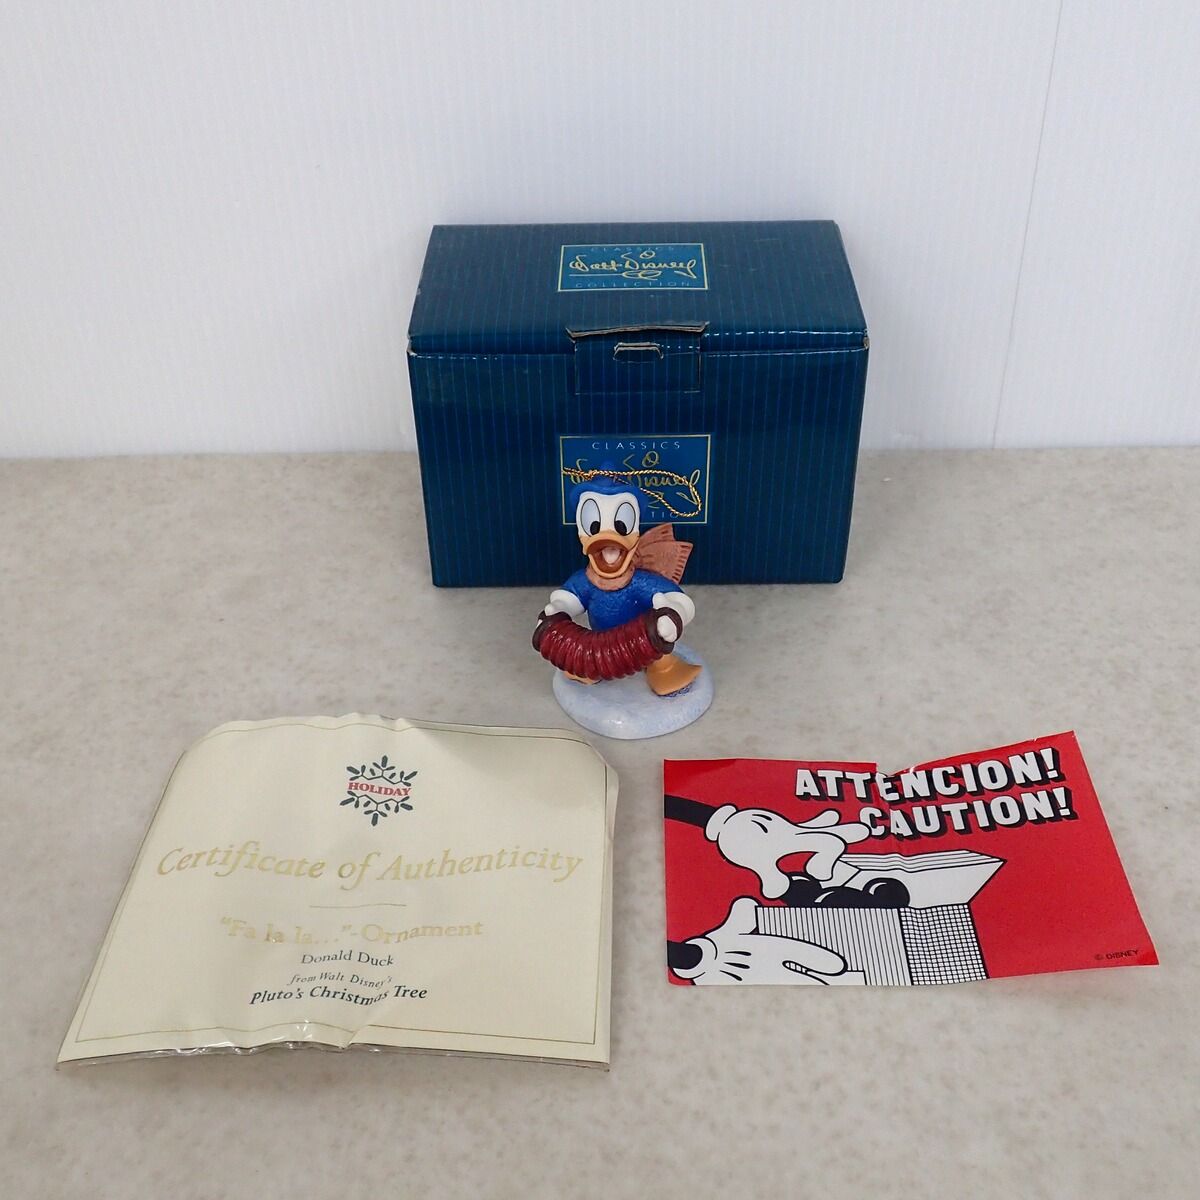 CLASSICS
Walt Disney
COLLECTION
CLASSICS
Disney
HOLIDAY
Certificate of Authenticity
"Fa la la..."-Ornament
Donald Duck
from Walt Disney's
Pluto's Christmas Tree
ATTENCION!
CAUTION!
© DISNEY